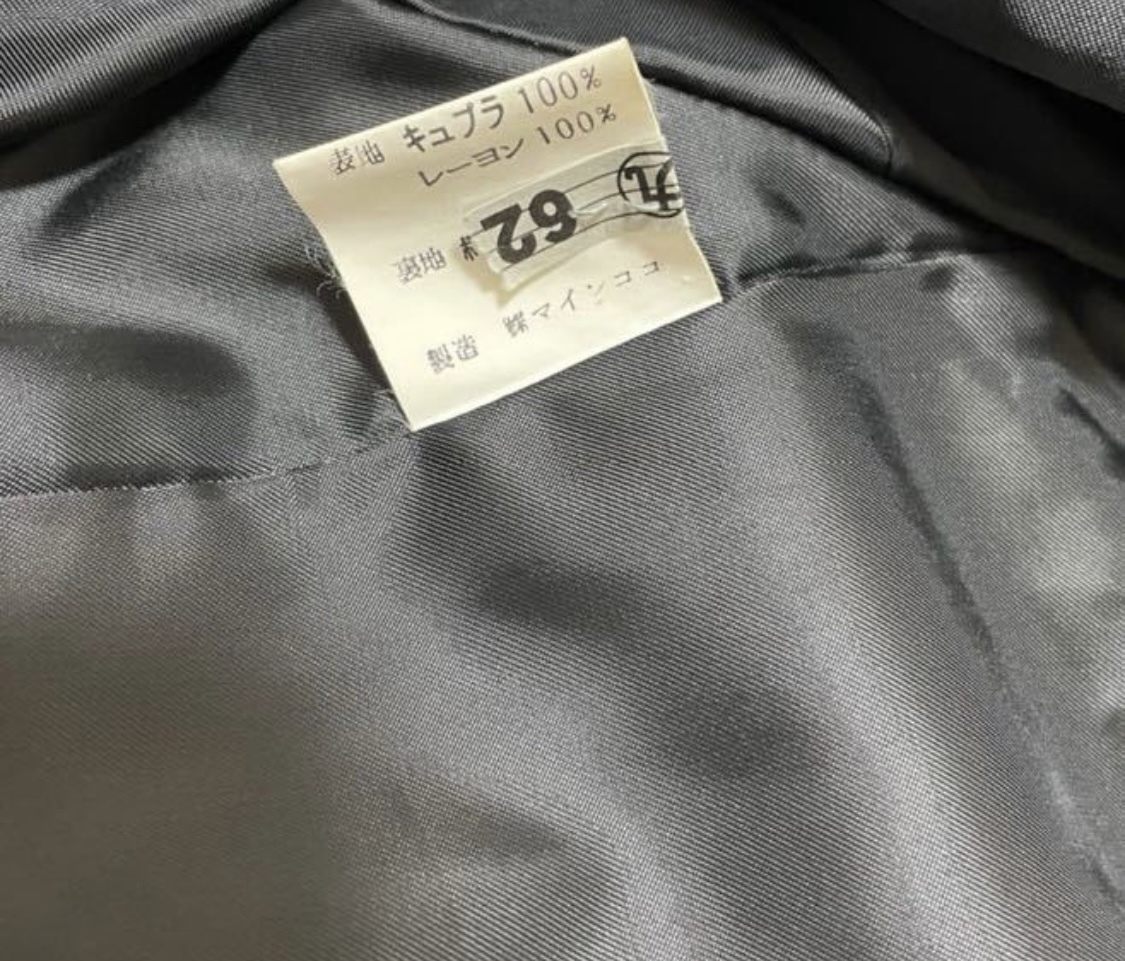 表地 キュプラ 100%
レーヨン 100%
裏地
製造 ㈱マインココ